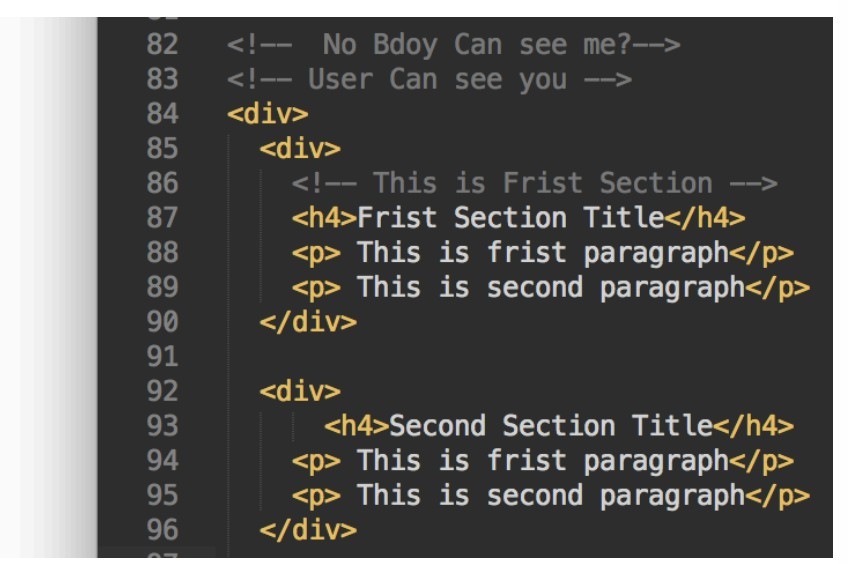 82 <!--  No Bdoy Can see me?-->
83 <!-- User Can see you -->
84 <div>
85 <div>
86 <!-- This is Frist Section -->
87 <h4>Frist Section Title</h4>
88 <p> This is frist paragraph</p>
89 <p> This is second paragraph</p>
90 </div>
91
92 <div>
93 <h4>Second Section Title</h4>
94 <p> This is frist paragraph</p>
95 <p> This is second paragraph</p>
96 </div>